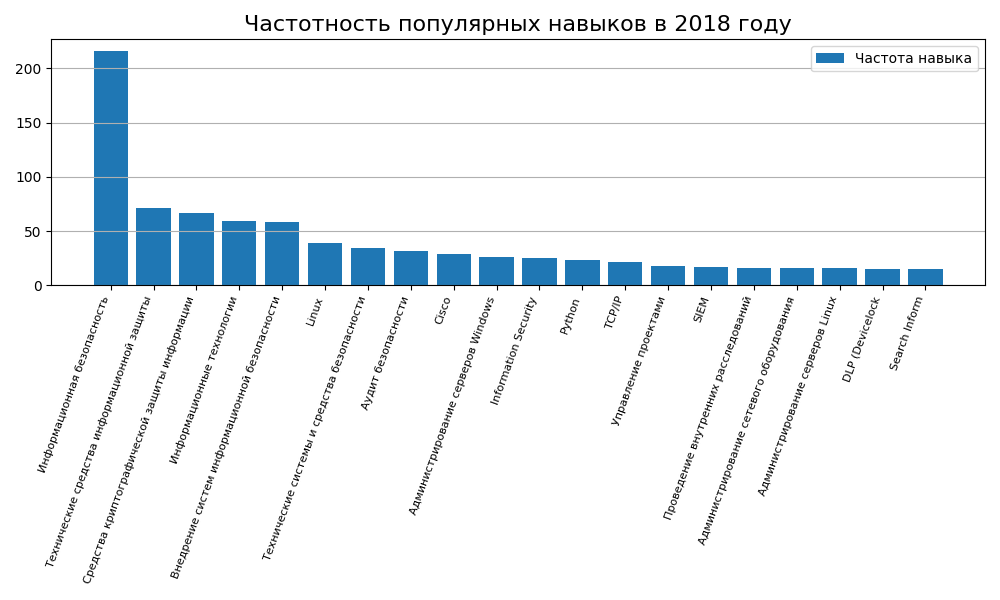 Частотность популярных навыков в 2018 году
Частота навыка
200
150
100
50
0
Информационная безопасность
Технические средства информационной защиты
Средства криптографической защиты информации
Информационные технологии
Внедрение систем информационной безопасности
Linux
Технические системы и средства безопасности
Аудит безопасности
Cisco
Администрирование серверов Windows
Information Security
Python
TCP/IP
Управление проектами
SIEM
Проведение внутренних расследований
Администрирование сетевого оборудования
Администрирование серверов Linux
DLP (Devicelock
Search Inform